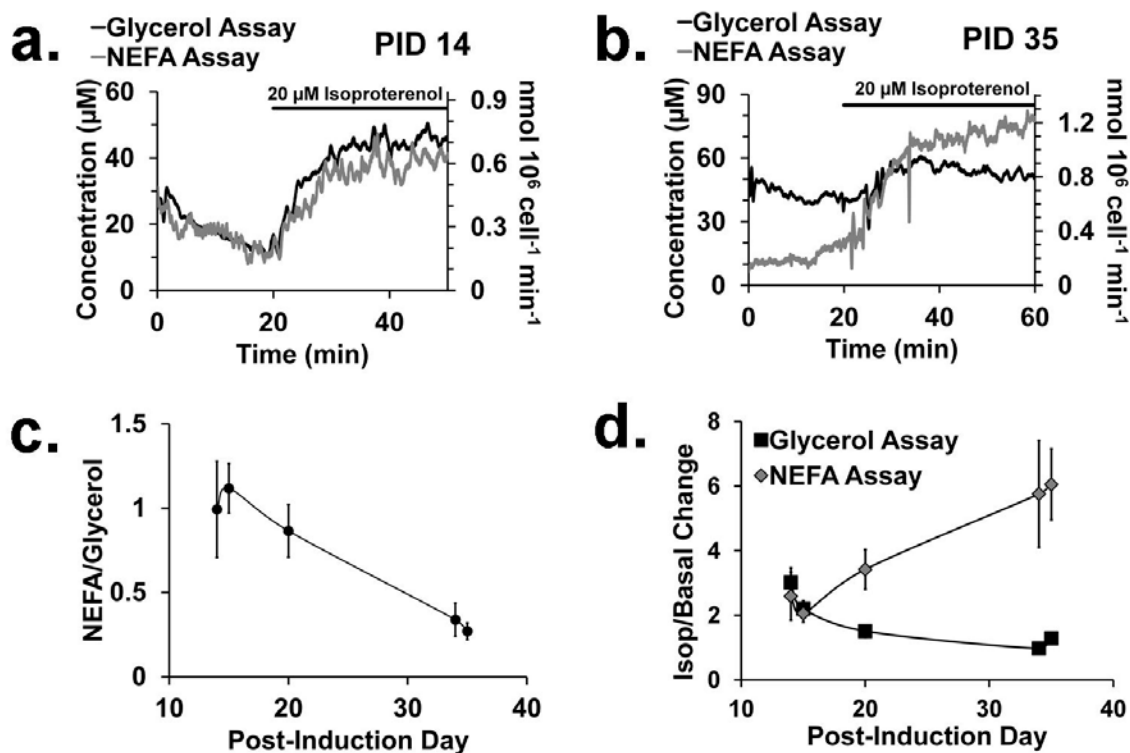 a.
Glycerol Assay
NEFA Assay
PID 14
20 µM Isoproterenol
Concentration (µM)
60
40
20
0
0.9
0.6
0.3
0
nmol 10⁶ cell⁻¹ min⁻¹
0 20 40
Time (min)
b.
Glycerol Assay
NEFA Assay
PID 35
20 µM Isoproterenol
Concentration (µM)
90
70
50
30
10
1.2
0.8
0.4
0.0
nmol 10⁶ cell⁻¹ min⁻¹
0 20 40 60
Time (min)
c.
NEFA/Glycerol
1.5
1
0.5
0
10 20 30 40
Post-Induction Day
d.
Glycerol Assay
NEFA Assay
Isop/Basal Change
8
6
4
2
0
10 20 30 40
Post-Induction Day